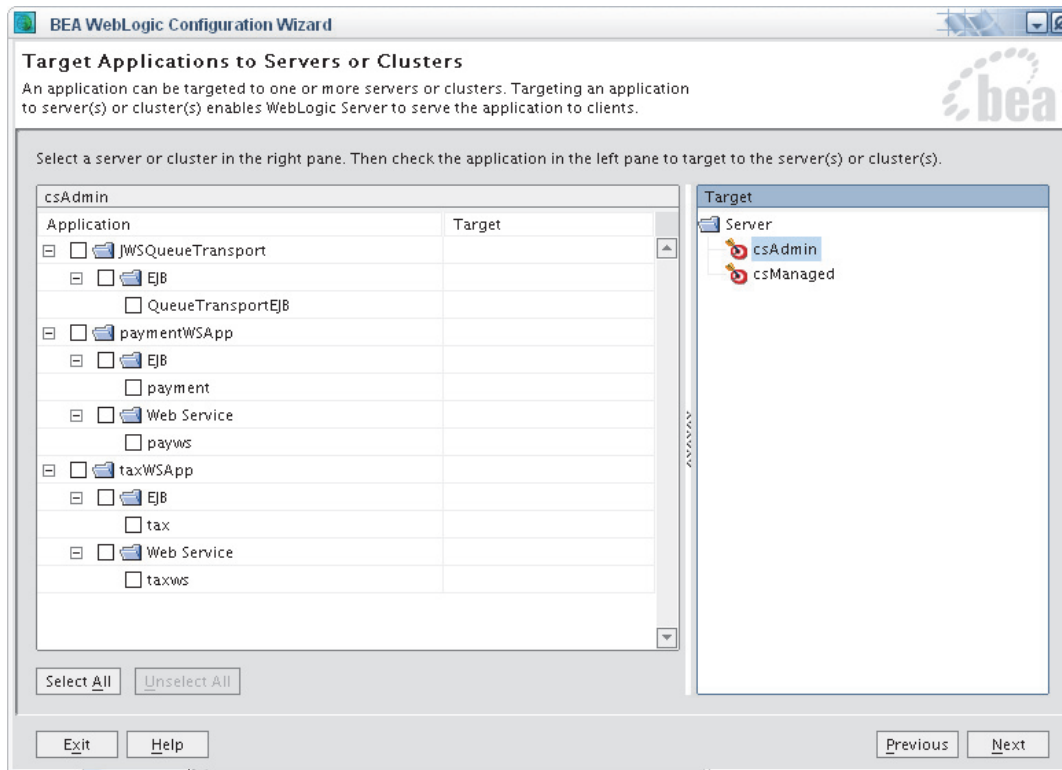 BEA WebLogic Configuration Wizard
Target Applications to Servers or Clusters
An application can be targeted to one or more servers or clusters. Targeting an application
to server(s) or cluster(s) enables WebLogic Server to serve the application to clients.
bea
Select a server or cluster in the right pane. Then check the application in the left pane to target to the server(s) or cluster(s).
csAdmin
Application Target
JWSQueueTransport
EJB
QueueTransportEJB
paymentWSApp
EJB
payment
Web Service
payws
taxWSApp
EJB
tax
Web Service
taxws
Target
Server
csAdmin
csManaged
Select All Unselect All
Exit Help Previous Next